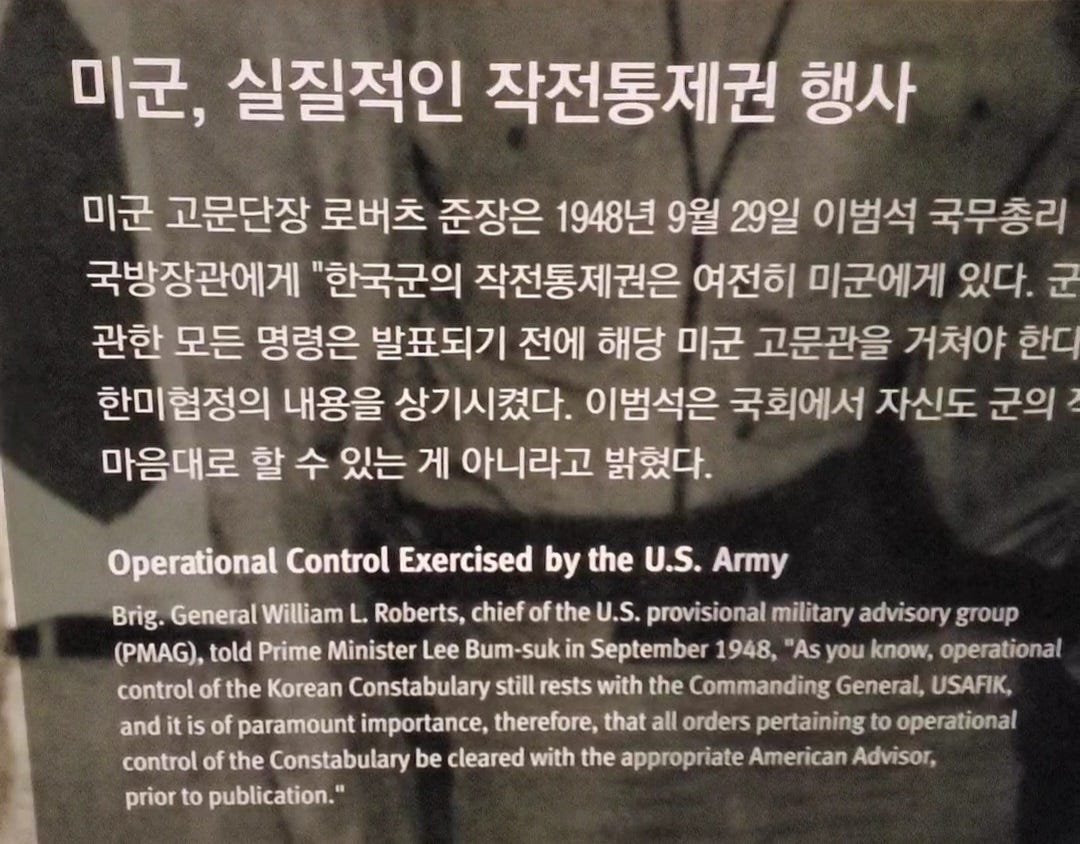 미군, 실질적인 작전통제권 행사
미군 고문단장 로버츠 준장은 1948년 9월 29일 이범석 국무총리
국방장관에게 "한국군의 작전통제권은 여전히 미군에게 있다. 군
관한 모든 명령은 발표되기 전에 해당 미군 고문관을 거쳐야 한다
한미협정의 내용을 상기시켰다. 이범석은 국회에서 자신도 군의
마음대로 할 수 있는 게 아니라고 밝혔다.
Operational Control Exercised by the U.S. Army
Brig. General William L. Roberts, chief of the U.S. provisional military advisory group
(PMAG), told Prime Minister Lee Bum-suk in September 1948, "As you know, operational
control of the Korean Constabulary still rests with the Commanding General, USAFIK,
and it is of paramount importance, therefore, that all orders pertaining to operational
control of the Constabulary be cleared with the appropriate American Advisor,
prior to publication."